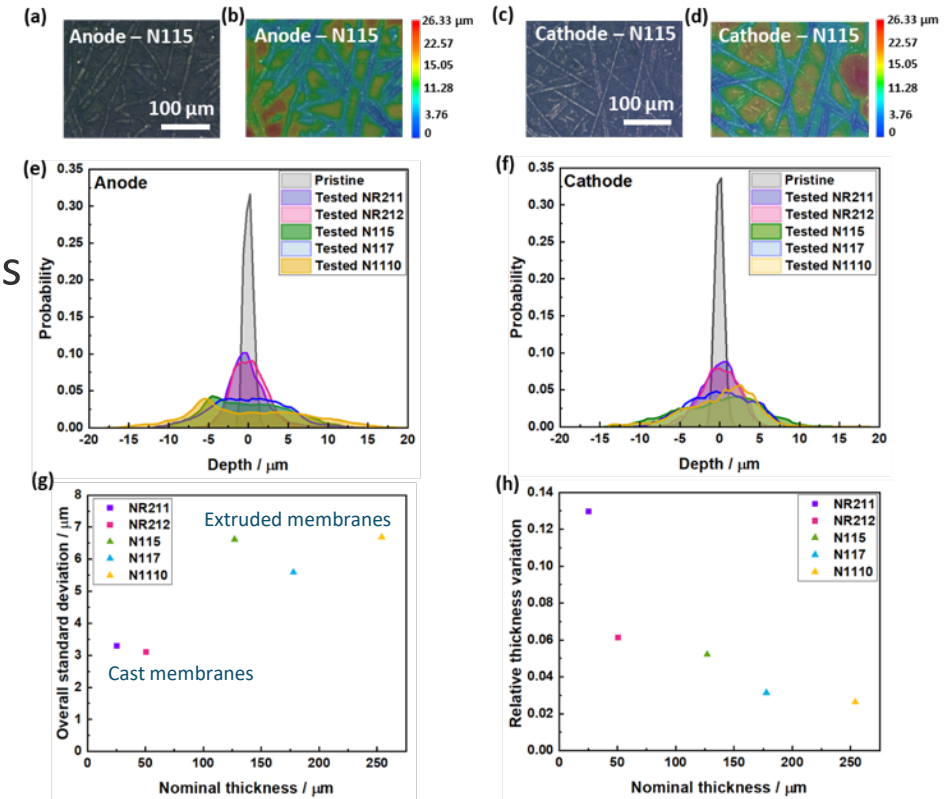 (a)
Anode – N115
100 µm
(b)
Anode – N115
26.33 µm
22.57
15.05
11.28
3.76
0
(c)
Cathode – N115
100 µm
(d)
Cathode – N115
26.33 µm
22.57
15.05
11.28
3.76
0
S
(e)
Anode
Pristine
Tested NR211
Tested NR212
Tested N115
Tested N117
Tested N1110
Probability
0.35
0.30
0.25
0.20
0.15
0.10
0.05
0.00
-20 -15 -10 -5 0 5 10 15 20
Depth / µm
(f)
Cathode
Pristine
Tested NR211
Tested NR212
Tested N115
Tested N117
Tested N1110
Probability
0.35
0.30
0.25
0.20
0.15
0.10
0.05
0.00
-20 -15 -10 -5 0 5 10 15 20
Depth / µm
(g)
NR211
NR212
N115
N117
N1110
Extruded membranes
Cast membranes
Overall standard deviation / µm
8
7
6
5
4
3
2
1
0
0 50 100 150 200 250
Nominal thickness / µm
(h)
NR211
NR212
N115
N117
N1110
Relative thickness variation
0.14
0.12
0.10
0.08
0.06
0.04
0.02
0.00
0 50 100 150 200 250
Nominal thickness / µm